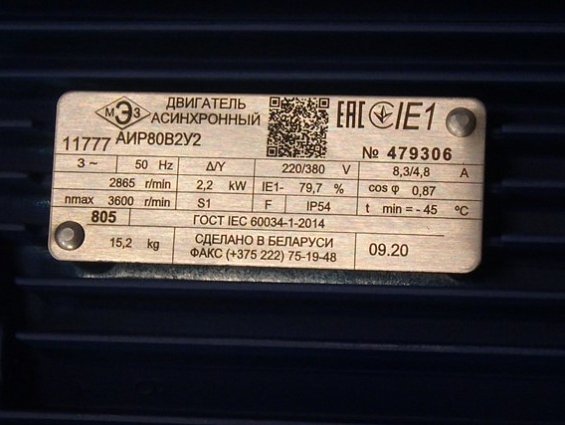 МЭЗ ДВИГАТЕЛЬ АСИНХРОННЫЙ EAC IE1
11777 АИР80В2У2 № 479306
3 ~ 50 Hz Δ/Y 220/380 V 8,3/4,8 A
2865 r/min 2,2 kW IE1- 79,7 % cos φ 0,87
nmax 3600 r/min S1 F IP54 t min = -45 °C
805 ГОСТ IEC 60034-1-2014
15,2 kg СДЕЛАНО В БЕЛАРУСИ 09.20
ФАКС (+375 222) 75-19-48